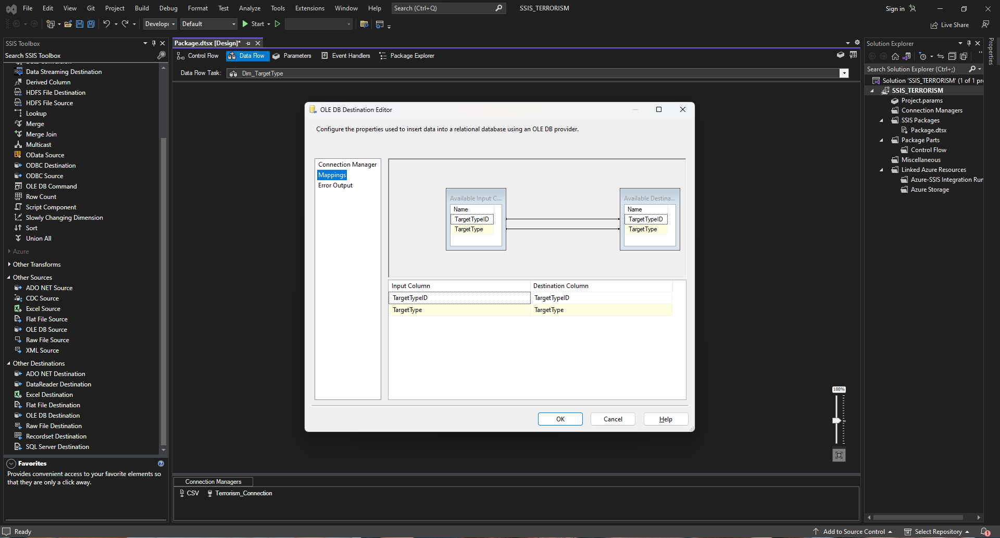 File Edit View Git Project Build Debug Format Test Analyze Tools Extensions Window Help Search (Ctrl+Q) SSIS_TERRORISM Sign in
Develop Default Start Live Share
SSIS Toolbox
Search SSIS Toolbox
Data Streaming Destination
Derived Column
HDFS File Destination
HDFS File Source
Lookup
Merge
Merge Join
Multicast
OData Source
ODBC Destination
ODBC Source
OLE DB Command
Row Count
Script Component
Slowly Changing Dimension
Sort
Union All
Azure
Other Transforms
Other Sources
ADO NET Source
CDC Source
Excel Source
Flat File Source
OLE DB Source
Raw File Source
XML Source
Other Destinations
ADO NET Destination
DataReader Destination
Excel Destination
Flat File Destination
OLE DB Destination
Raw File Destination
Recordset Destination
SQL Server Destination
Favorites
Provides convenient access to your favorite elements so
that they are only a click away.
Package.dtsx [Design]*
Control Flow Data Flow Parameters Event Handlers Package Explorer
Data Flow Task: Dim_TargetType
OLE DB Destination Editor
Configure the properties used to insert data into a relational database using an OLE DB provider.
Connection Manager
Mappings
Error Output
Available Input C...
Name
TargetTypeID
TargetType
Available Destina...
Name
TargetTypeID
TargetType
Input Column Destination Column
TargetTypeID TargetTypeID
TargetType TargetType
OK Cancel Help
100%
Connection Managers
CSV Terrorism_Connection
Solution Explorer
Search Solution Explorer (Ctrl+;)
Solution 'SSIS_TERRORISM' (1 of 1 pr
SSIS_TERRORISM
Project.params
Connection Managers
SSIS Packages
Package.dtsx
Package Parts
Control Flow
Miscellaneous
Linked Azure Resources
Azure-SSIS Integration Run
Azure Storage
Properties
Ready Add to Source Control Select Repository 1